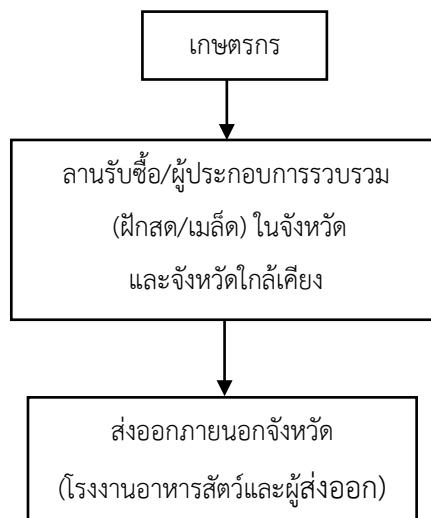 เกษตรกร
ลานรับซื้อ/ผู้ประกอบการรวบรวม
(ฝักสด/เมล็ด) ในจังหวัด
และจังหวัดใกล้เคียง
ส่งออกภายนอกจังหวัด
(โรงงานอาหารสัตว์และผู้ส่งออก)